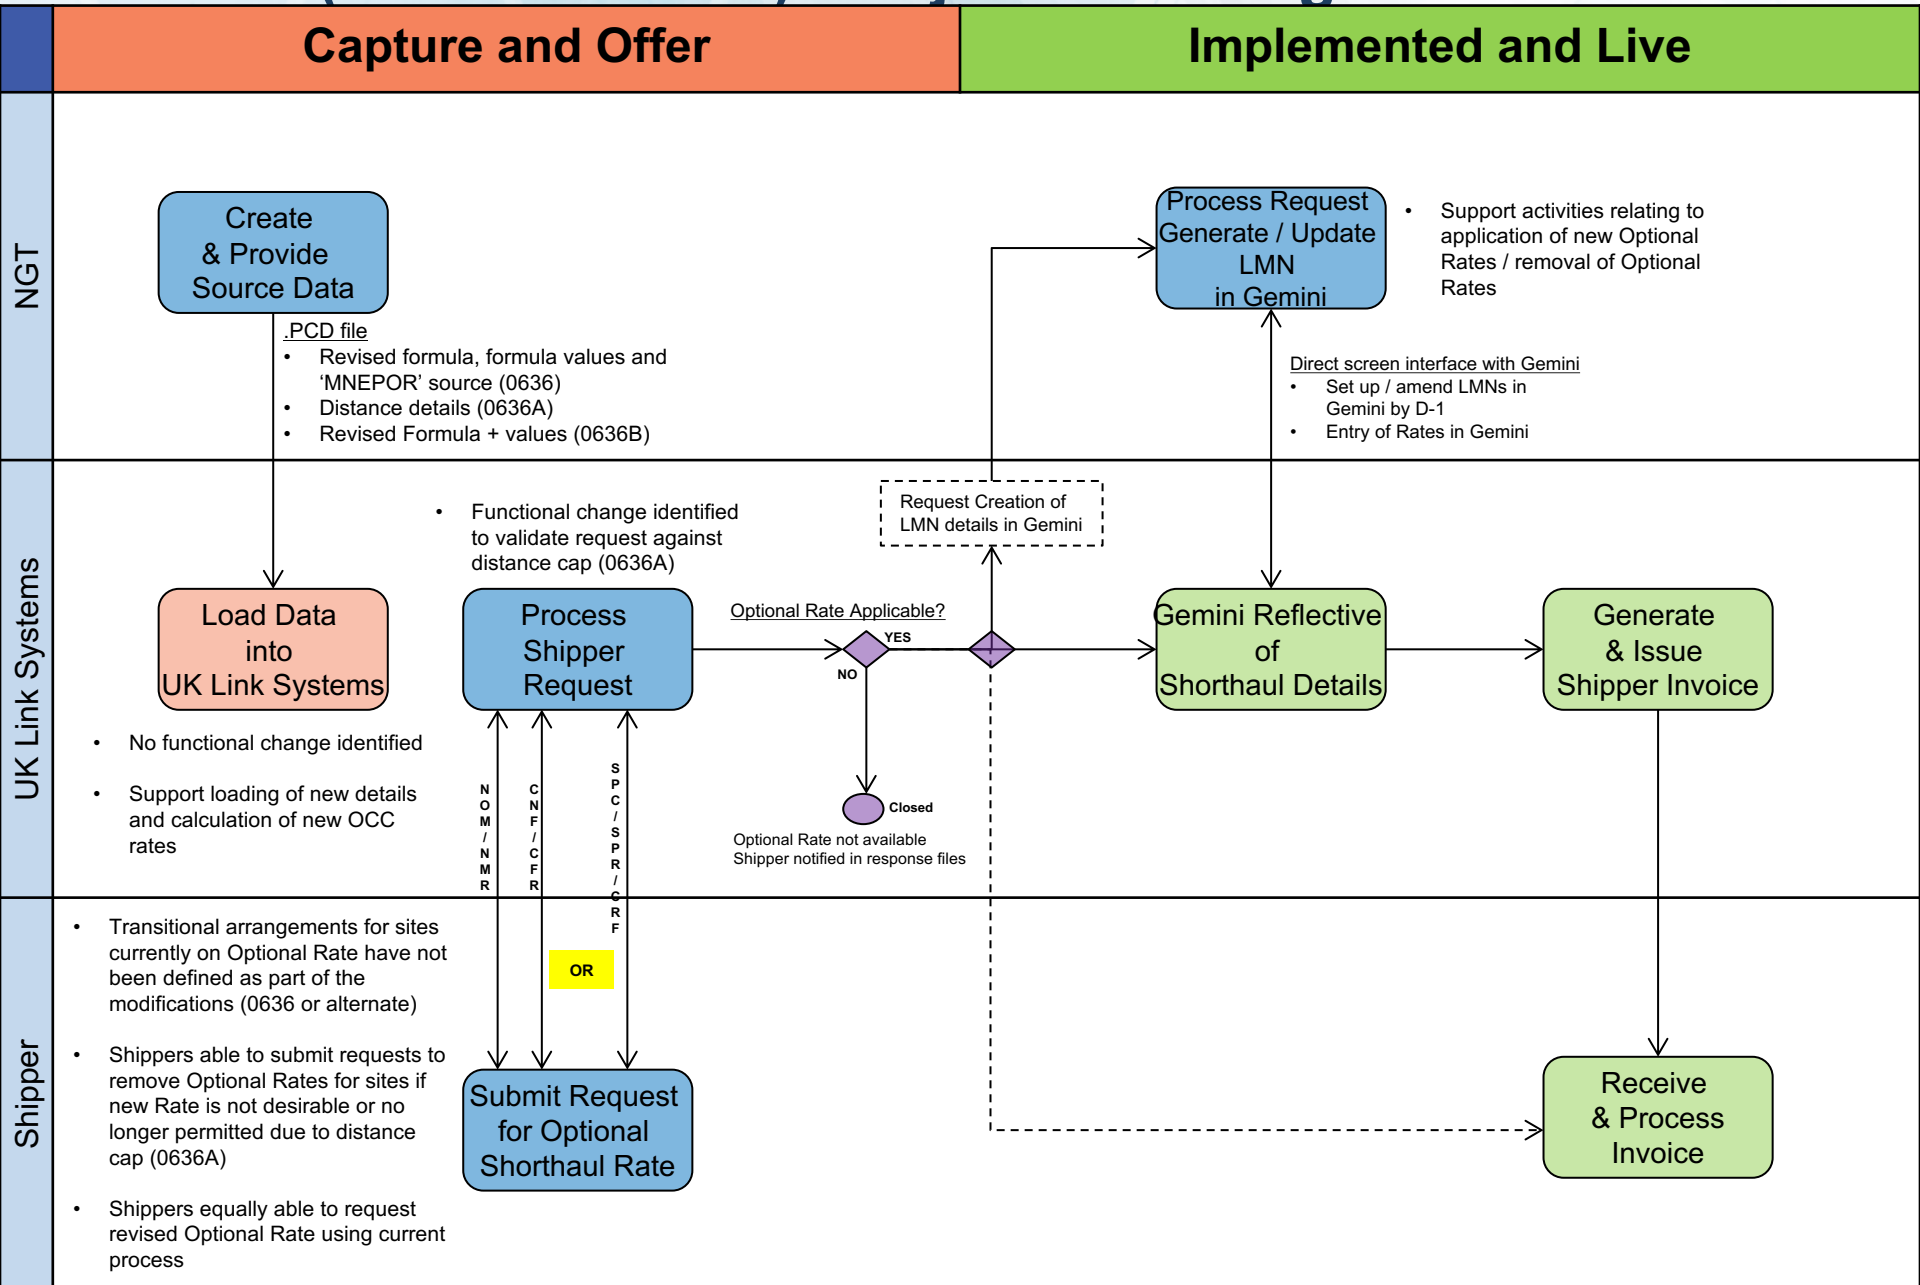 Capture and Offer
Implemented and Live
NGT
Create
& Provide
Source Data
.PCD file
• Revised formula, formula values and
‘MNEPOR’ source (0636)
• Distance details (0636A)
• Revised Formula + values (0636B)
Process Request
Generate / Update
LMN
in Gemini
• Support activities relating to
application of new Optional
Rates / removal of Optional
Rates
Direct screen interface with Gemini
• Set up / amend LMNs in
Gemini by D-1
• Entry of Rates in Gemini
UK Link Systems
• Functional change identified
to validate request against
distance cap (0636A)
Request Creation of
LMN details in Gemini
Load Data
into
UK Link Systems
Process
Shipper
Request
Optional Rate Applicable?
YES
NO
Closed
Optional Rate not available
Shipper notified in response files
Gemini Reflective
of
Shorthaul Details
Generate
& Issue
Shipper Invoice
• No functional change identified
• Support loading of new details
and calculation of new OCC
rates
NOM/NMR
CNF/CFR
SPC/SPR/CRF
Shipper
• Transitional arrangements for sites
currently on Optional Rate have not
been defined as part of the
modifications (0636 or alternate)
• Shippers able to submit requests to
remove Optional Rates for sites if
new Rate is not desirable or no
longer permitted due to distance
cap (0636A)
• Shippers equally able to request
revised Optional Rate using current
process
OR
Submit Request
for Optional
Shorthaul Rate
Receive
& Process
Invoice